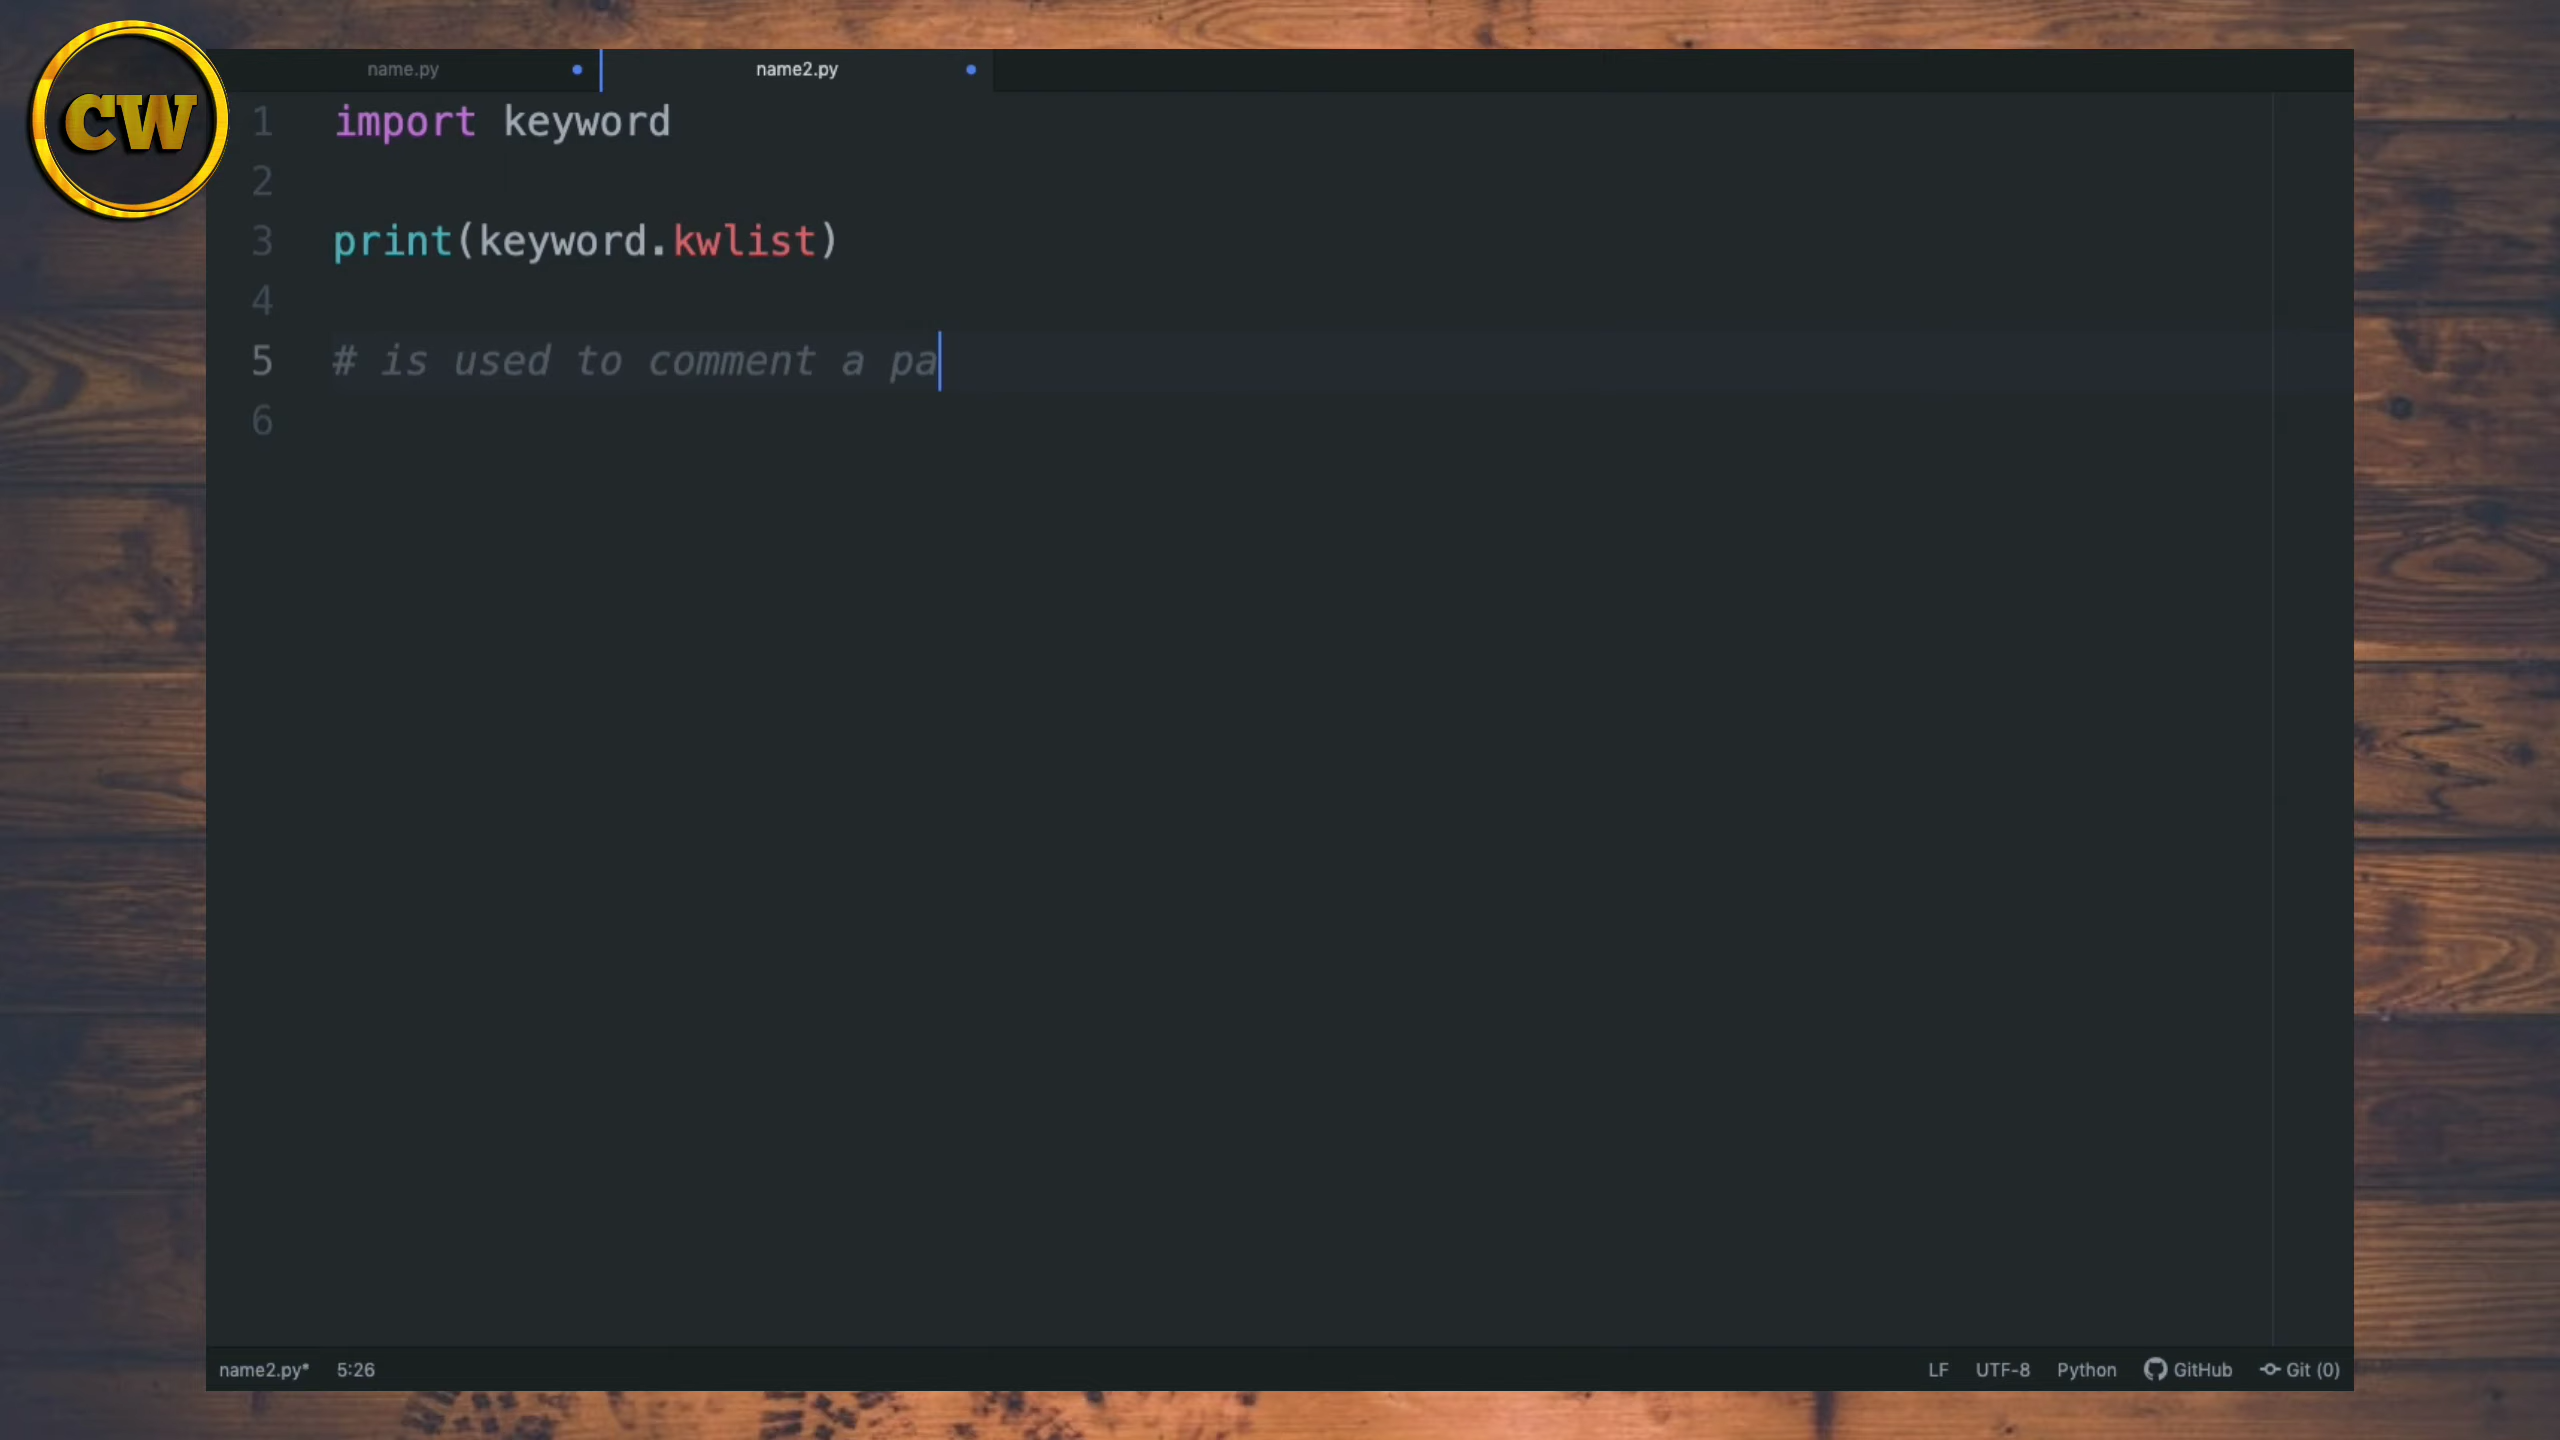 CW
name.py
name2.py
1 import keyword
2
3 print(keyword.kwlist)
4
5 # is used to comment a pa
6
name2.py* 5:26 LF UTF-8 Python GitHub Git (0)